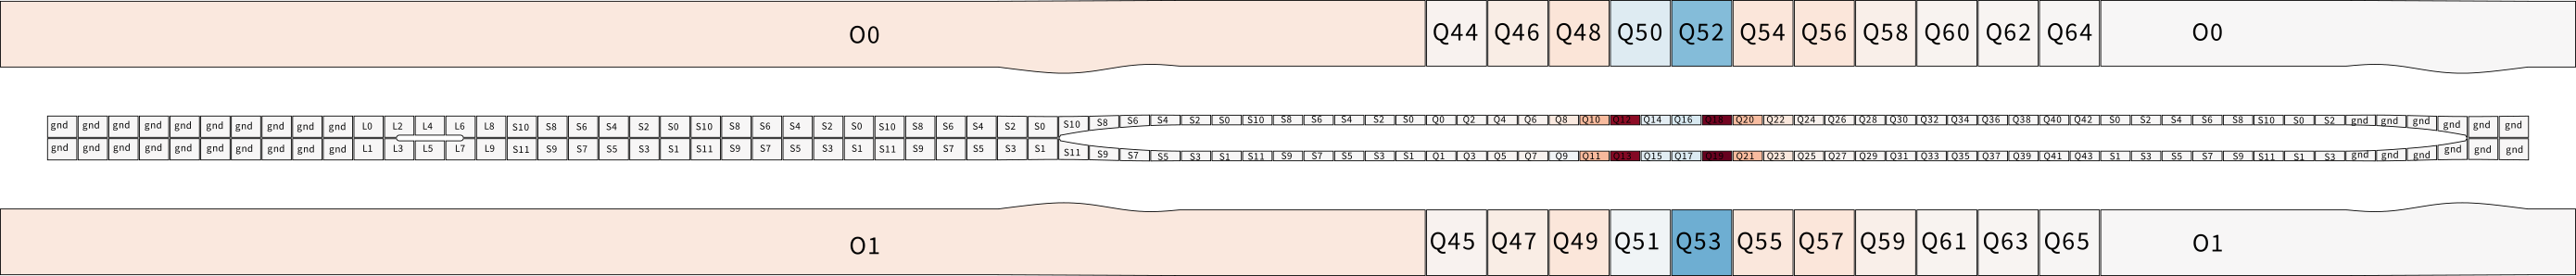 O0 Q44 Q46 Q48 Q50 Q52 Q54 Q56 Q58 Q60 Q62 Q64 O0
gnd gnd gnd gnd gnd gnd gnd gnd gnd gnd L0 L2 L4 L6 L8 S10 S8 S6 S4 S2 S0 S10 S8 S6 S4 S2 S0 S10 S8 S6 S4 S2 S0 S10 S8 S6 S4 S2 S0 S10 S8 S6 S4 S2 S0 Q0 Q2 Q4 Q6 Q8 Q10 Q12 Q14 Q16 Q18 Q20 Q22 Q24 Q26 Q28 Q30 Q32 Q34 Q36 Q38 Q40 Q42 S0 S2 S4 S6 S8 S10 S0 S2 gnd gnd gnd gnd gnd gnd
gnd gnd gnd gnd gnd gnd gnd gnd gnd gnd L1 L3 L5 L7 L9 S11 S9 S7 S5 S3 S1 S11 S9 S7 S5 S3 S1 S11 S9 S7 S5 S3 S1 S11 S9 S7 S5 S3 S1 S11 S9 S7 S5 S3 S1 Q1 Q3 Q5 Q7 Q9 Q11 Q13 Q15 Q17 Q19 Q21 Q23 Q25 Q27 Q29 Q31 Q33 Q35 Q37 Q39 Q41 Q43 S1 S3 S5 S7 S9 S11 S1 S3 gnd gnd gnd gnd gnd gnd
O1 Q45 Q47 Q49 Q51 Q53 Q55 Q57 Q59 Q61 Q63 Q65 O1